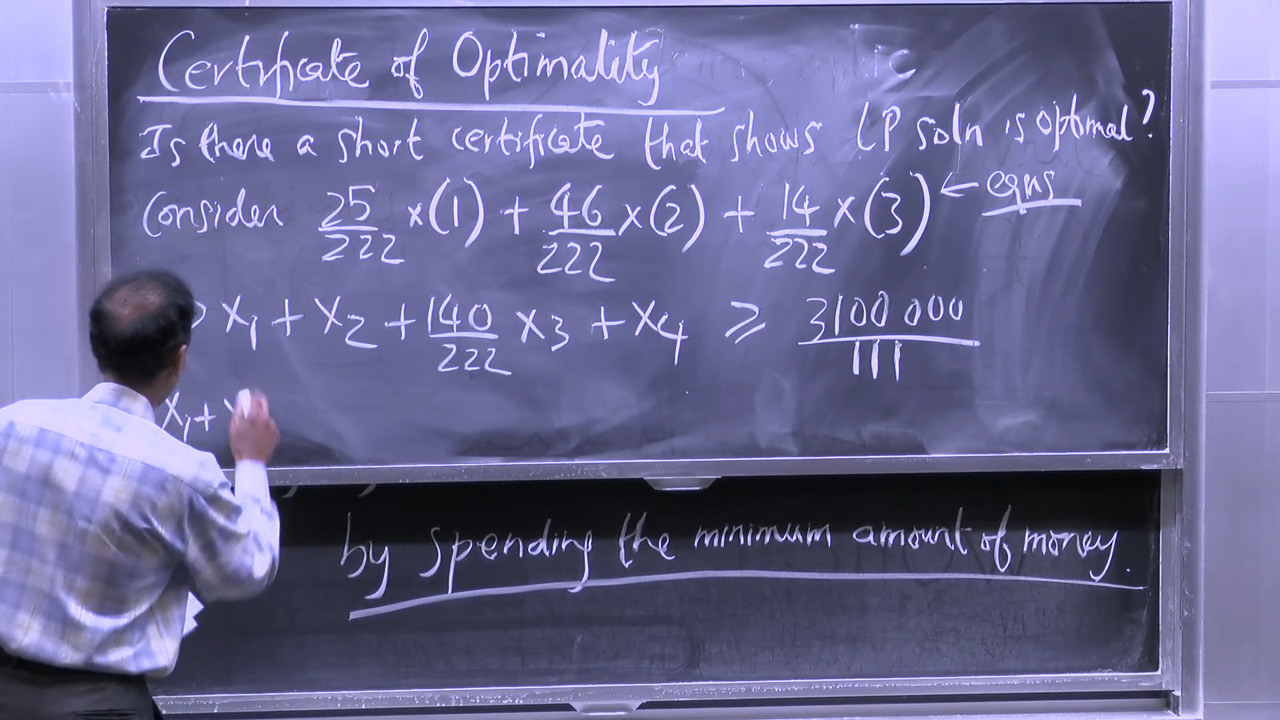 Certificate of Optimality
Is there a short certificate that shows LP soln is optimal?
Consider 25/222 x(1) + 46/222 x(2) + 14/222 x(3) ← eqns
x1 + x2 + 140/222 x3 + x4 ≥ 3100 000/111
x1 +
by spending the minimum amount of money.